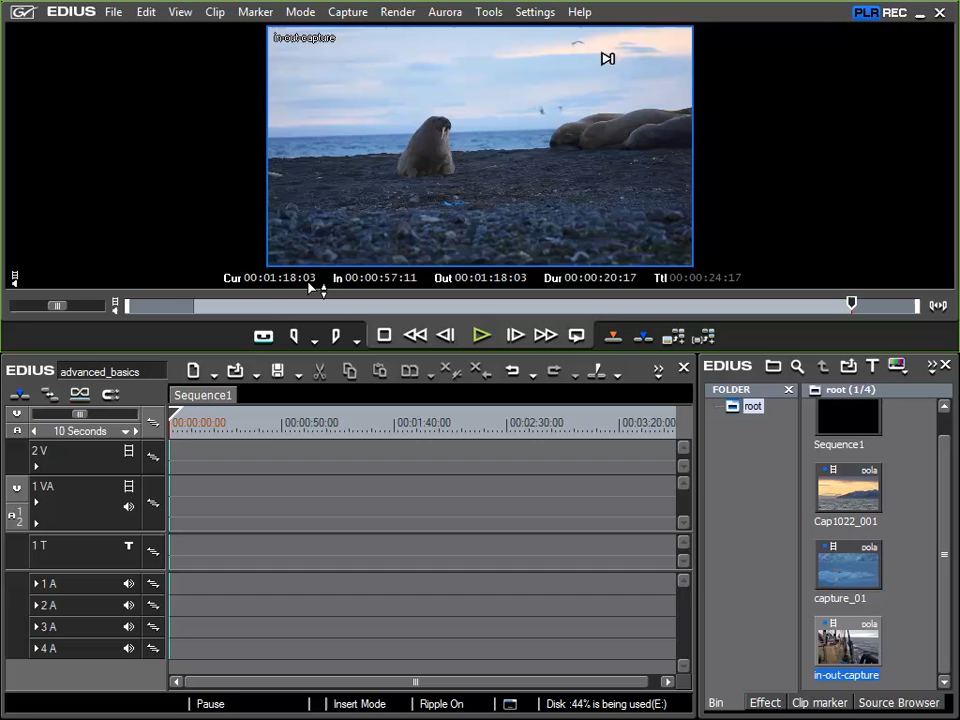 EDIUS File Edit View Clip Marker Mode Capture Render Aurora Tools Settings Help PLR REC
in-out-capture
Cur 00:01:18:03 In 00:00:57:11 Out 00:01:18:03 Dur 00:00:20:17 Ttl 00:00:24:17
EDIUS advanced_basics
Sequence1
10 Seconds
00:00:00:00 00:00:50:00 00:01:40:00 00:02:30:00 00:03:20:00
2 V
1 VA
A 1
2
1 T T
1 A
2 A
3 A
4 A
EDIUS
FOLDER
root
root (1/4)
Sequence1
pola
Cap1022_001
pola
capture_01
pola
in-out-capture
Pause Insert Mode Ripple On Disk :44% is being used(E:)
Bin Effect Clip marker Source Browser